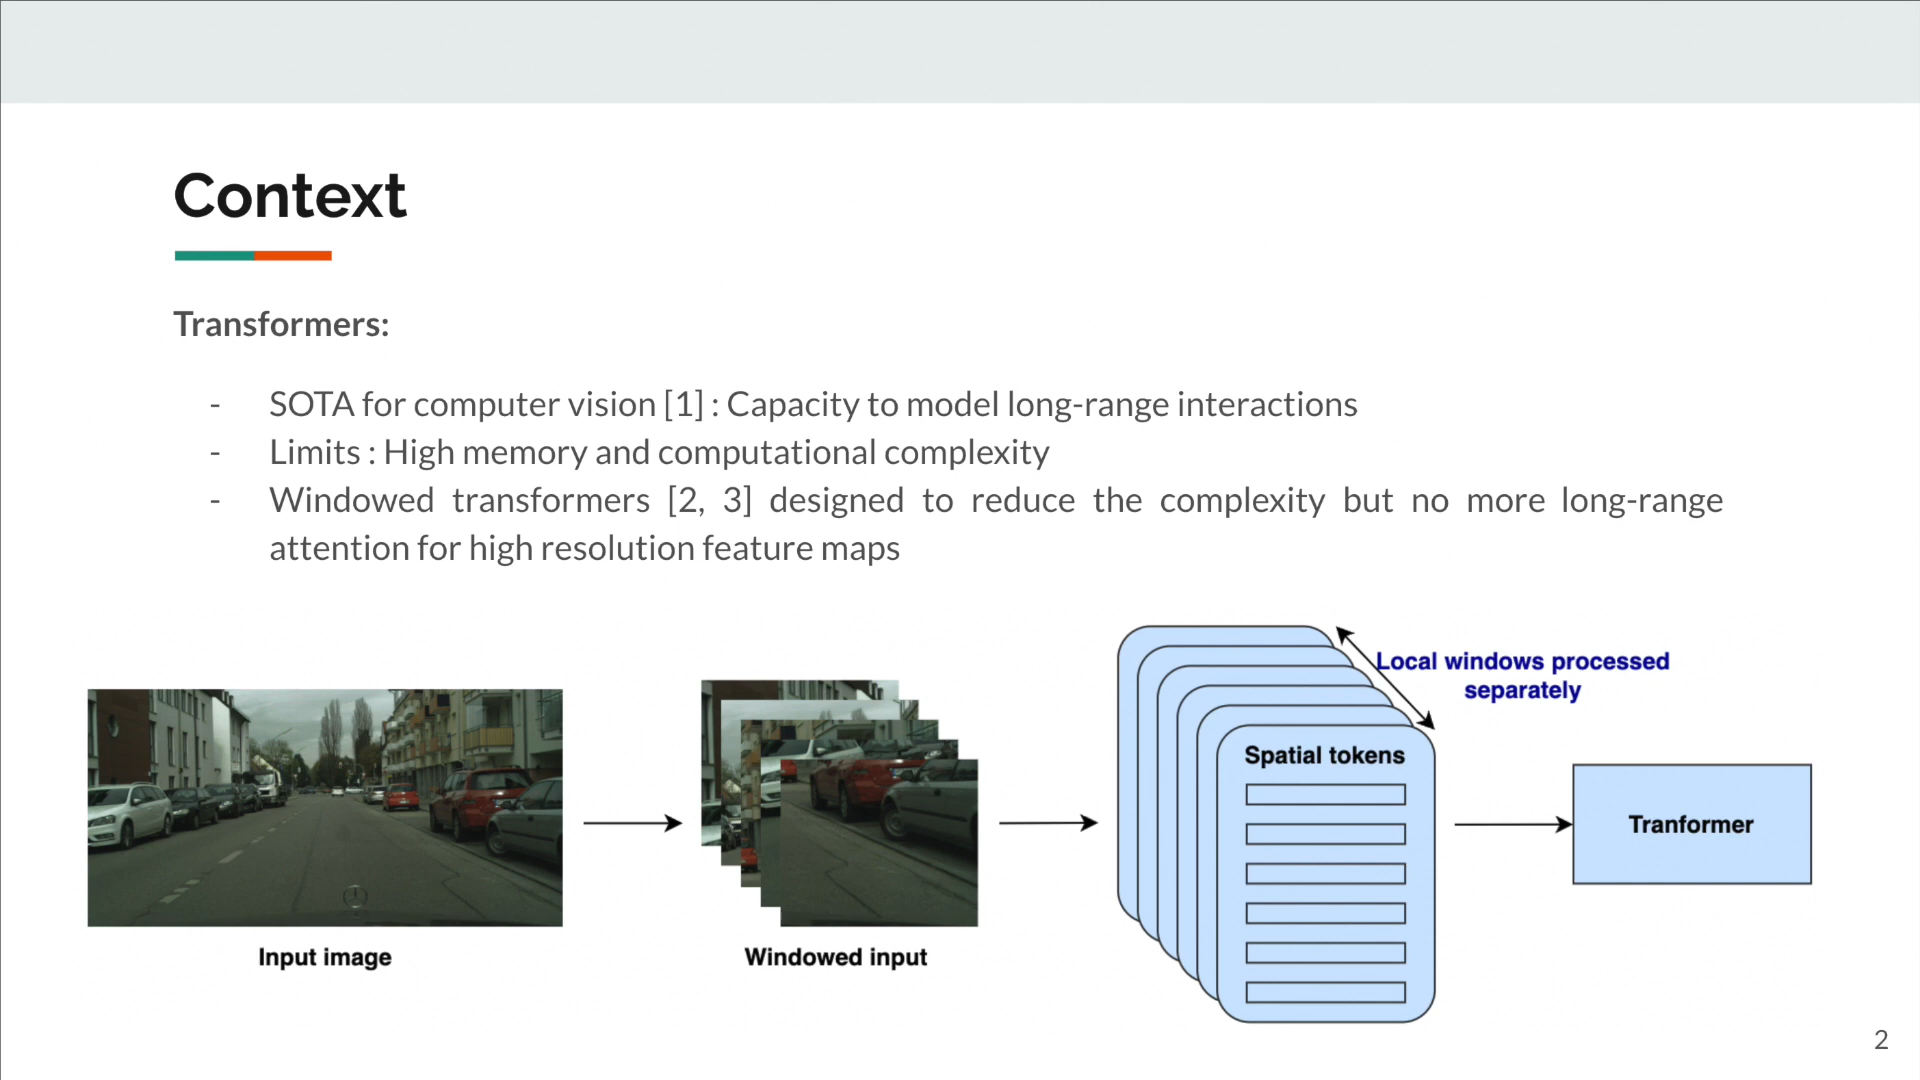 Context
Transformers:
- SOTA for computer vision [1] : Capacity to model long-range interactions
- Limits : High memory and computational complexity
- Windowed transformers [2, 3] designed to reduce the complexity but no more long-range
attention for high resolution feature maps
Local windows processed
separately
Spatial tokens
Tranformer
Input image
Windowed input
2